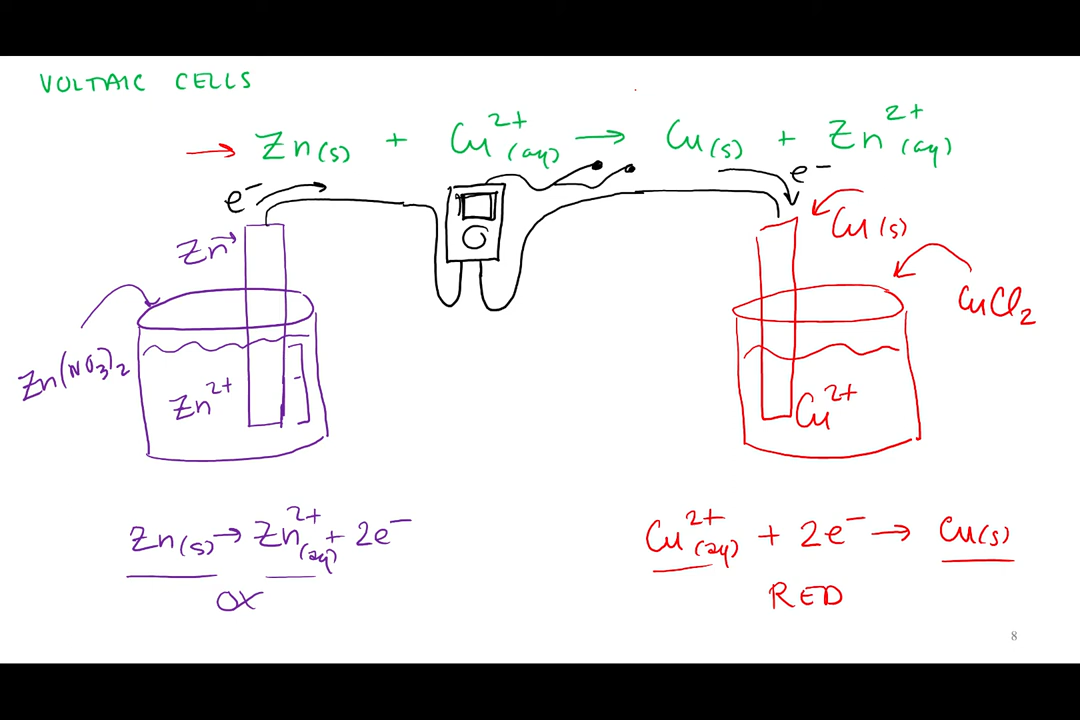 VOLTAIC CELLS
→ Zn(s) + Cu²⁺(aq) → Cu(s) + Zn²⁺(aq)
e⁻
e⁻
Zn
Cu(s)
CuCl₂
Zn(NO₃)₂
Zn²⁺
Cu²⁺
Zn(s) → Zn²⁺(aq) + 2e⁻
Cu²⁺(aq) + 2e⁻ → Cu(s)
OX
RED
8